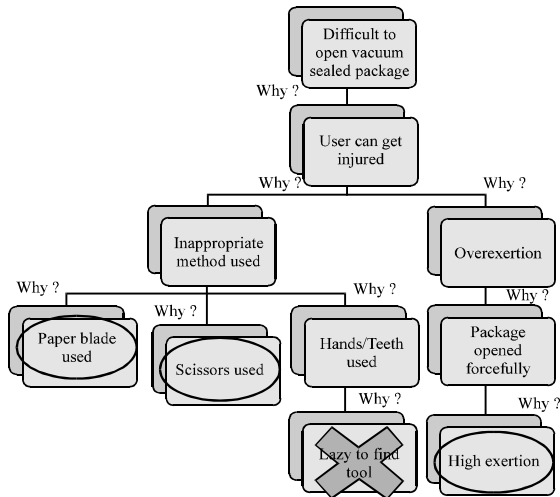 Difficult to
open vacuum
sealed package
Why ?
User can get
injured
Why ?
Why ?
Inappropriate
method used
Overexertion
Why ?
Why ?
Why ?
Why ?
Paper blade
used
Scissors used
Hands/Teeth
used
Package
opened
forcefully
Why ?
Why ?
Lazy to find
tool
High exertion